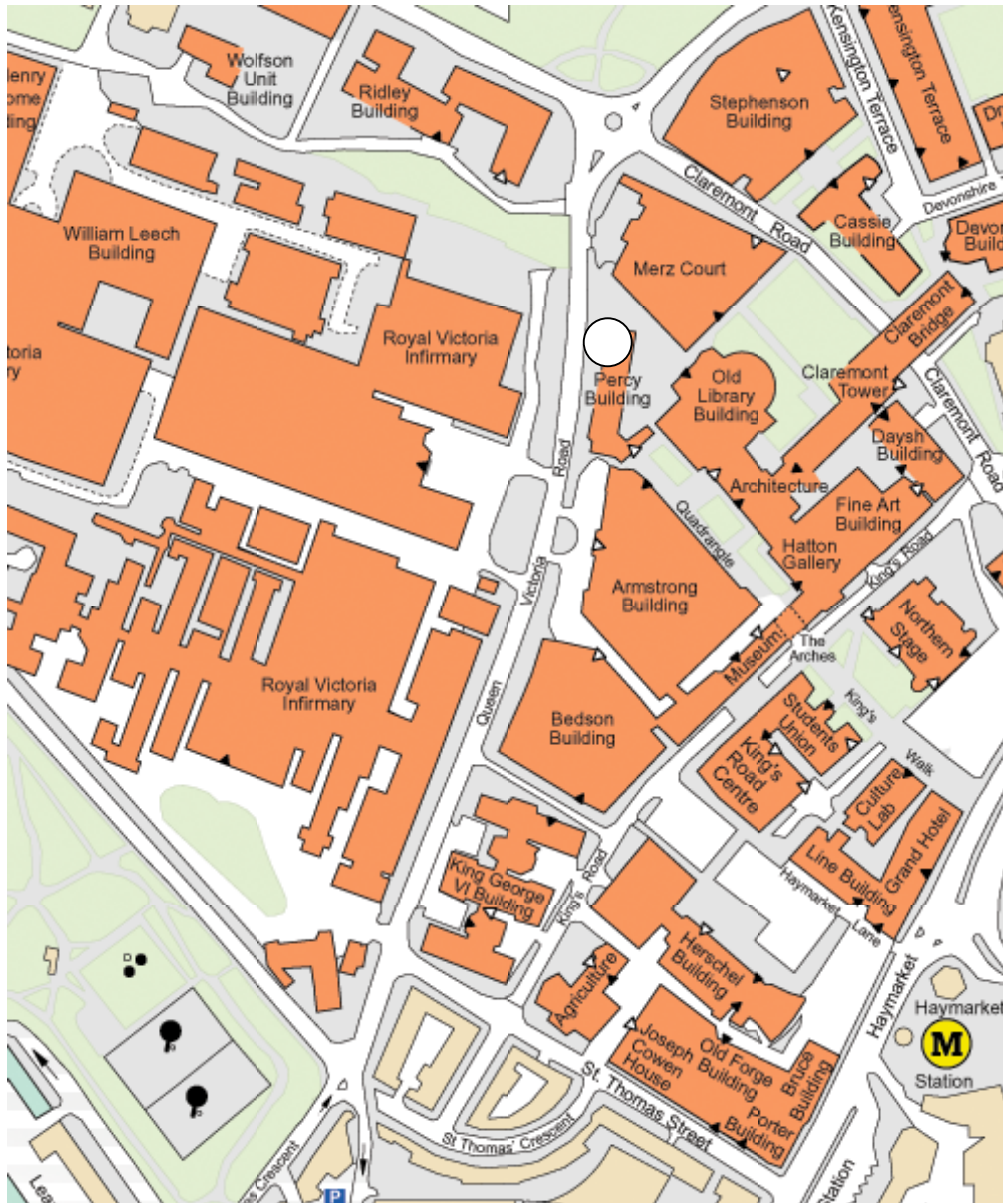 Wolfson
Unit
Building
Ridley
Building
Stephenson
Building
Kensington Terrace
Kensington Terrace
Henry
Claremont Road
Cassie
Building
Devonshire
William Leech
Building
Merz Court
Royal Victoria
Infirmary
Claremont
Bridge
Percy
Building
Old
Library
Building
Claremont
Tower
Claremont Road
Daysh
Building
Road
Architecture
Fine Art
Building
Quadrangle
Hatton
Gallery
King's Road
Victoria
Armstrong
Building
Museum
The
Arches
Northern
Stage
Royal Victoria
Infirmary
Queen
Bedson
Building
Students
Union
King's
Walk
King's
Road
Centre
Culture
Lab
Grand Hotel
Line Building
Haymarket Lane
King George
VI Building
King's Road
Herschel
Building
Agriculture
Haymarket
Haymarket
M
Station
Joseph
Cowen
House
Old Forge
Building
Bruce
Building
Porter
Building
St. Thomas Street
St Thomas' Crescent
Crescent
P